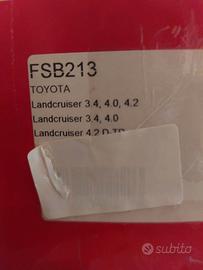 FSB213
TOYOTA
Landcruiser 3.4, 4.0, 4.2
Landcruiser 3.4, 4.0
Landcruiser 4.2 D,TD
subito